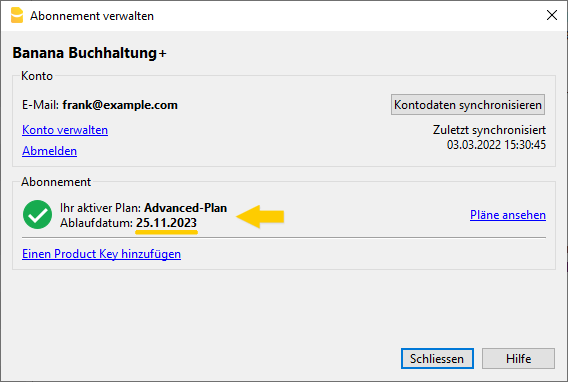 Abonnement verwalten
Banana Buchhaltung+
Konto
E-Mail: frank@example.com
Kontodaten synchronisieren
Konto verwalten
Zuletzt synchronisiert
Abmelden
03.03.2022 15:30:45
Abonnement
Ihr aktiver Plan: Advanced-Plan
Ablaufdatum: 25.11.2023
Pläne ansehen
Einen Product Key hinzufügen
Schliessen
Hilfe